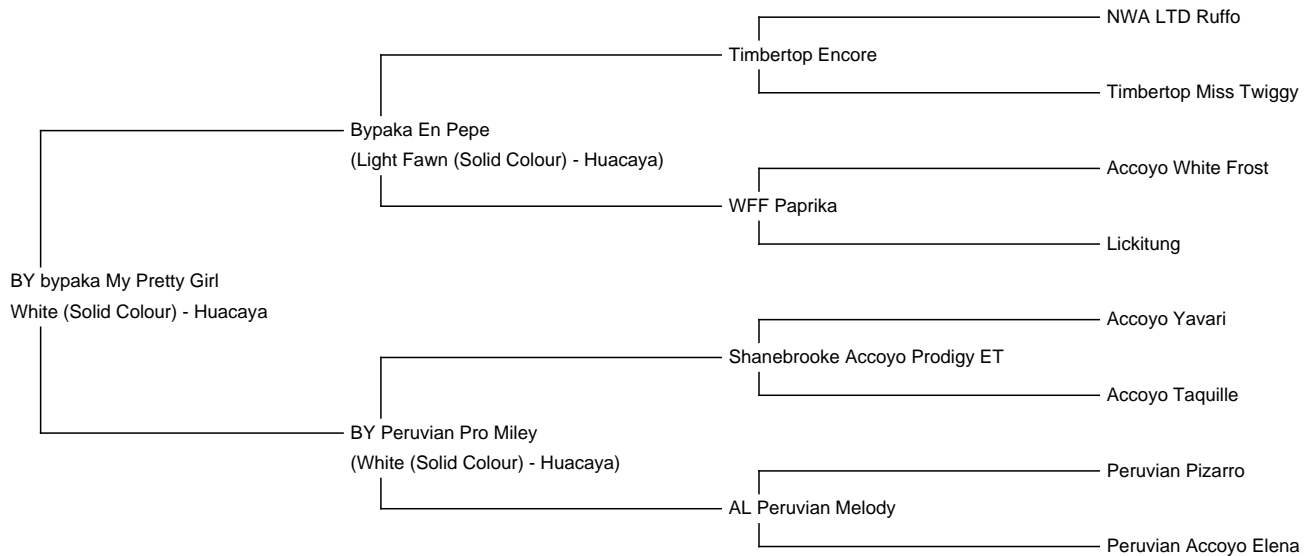 NWA LTD Ruffo
Timbertop Encore
Timbertop Miss Twiggy
Bypaka En Pepe
(Light Fawn (Solid Colour) - Huacaya)
Accoyo White Frost
WFF Paprika
Lickitung
BY bypaka My Pretty Girl
White (Solid Colour) - Huacaya
Accoyo Yavari
Shanebrooke Accoyo Prodigy ET
Accoyo Taquille
BY Peruvian Pro Miley
(White (Solid Colour) - Huacaya)
Peruvian Pizarro
AL Peruvian Melody
Peruvian Accoyo Elena